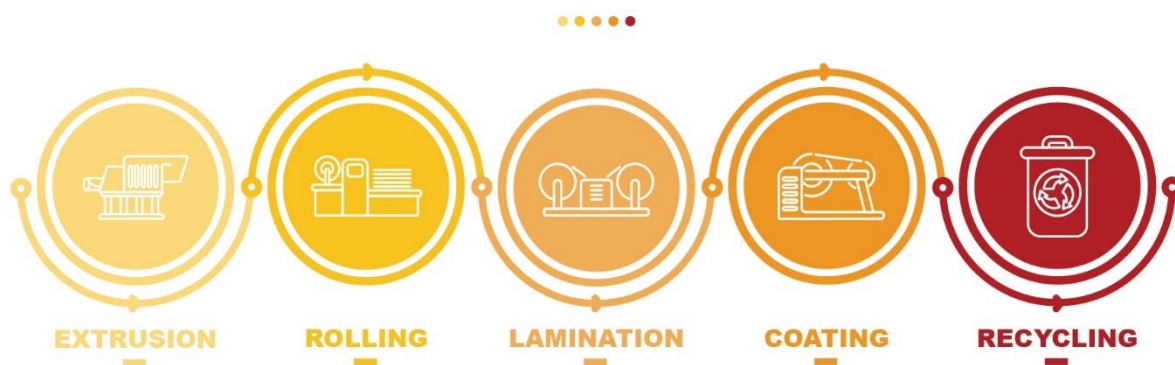 EXTRUSION
ROLLING
LAMINATION
COATING
RECYCLING